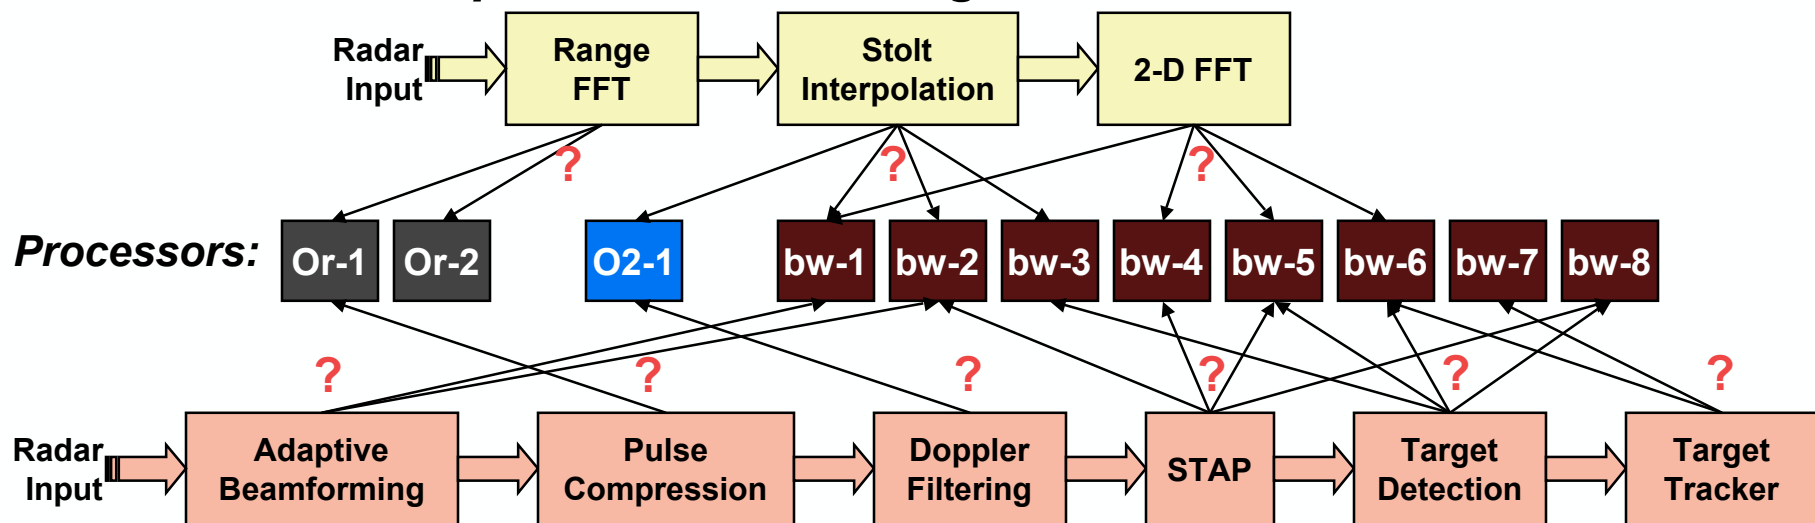 Radar
Input
Range
FFT
Stolt
Interpolation
2-D FFT
?
?
?
Processors:
Or-1
Or-2
O2-1
bw-1
bw-2
bw-3
bw-4
bw-5
bw-6
bw-7
bw-8
?
?
?
?
?
?
Radar
Input
Adaptive
Beamforming
Pulse
Compression
Doppler
Filtering
STAP
Target
Detection
Target
Tracker